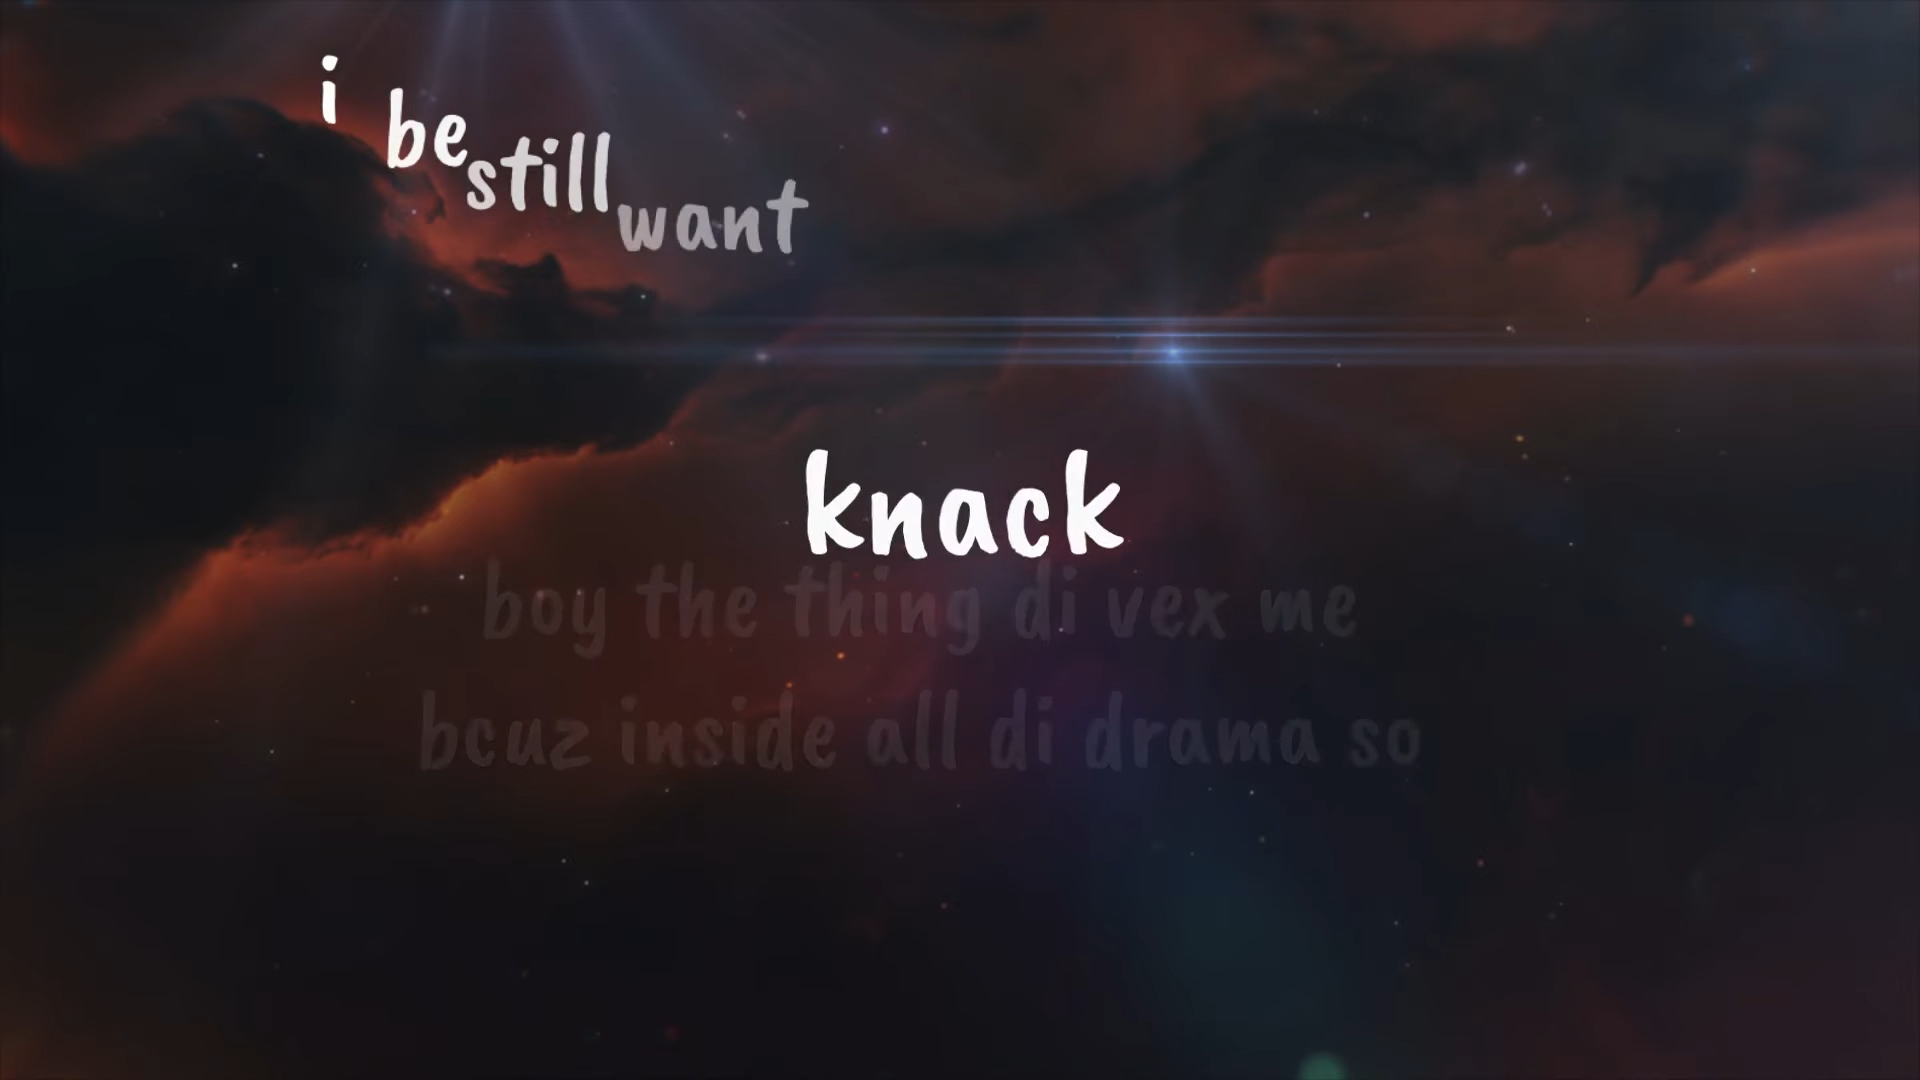 i be still want
knack
boy the thing di vex me
bcuz inside all di drama so